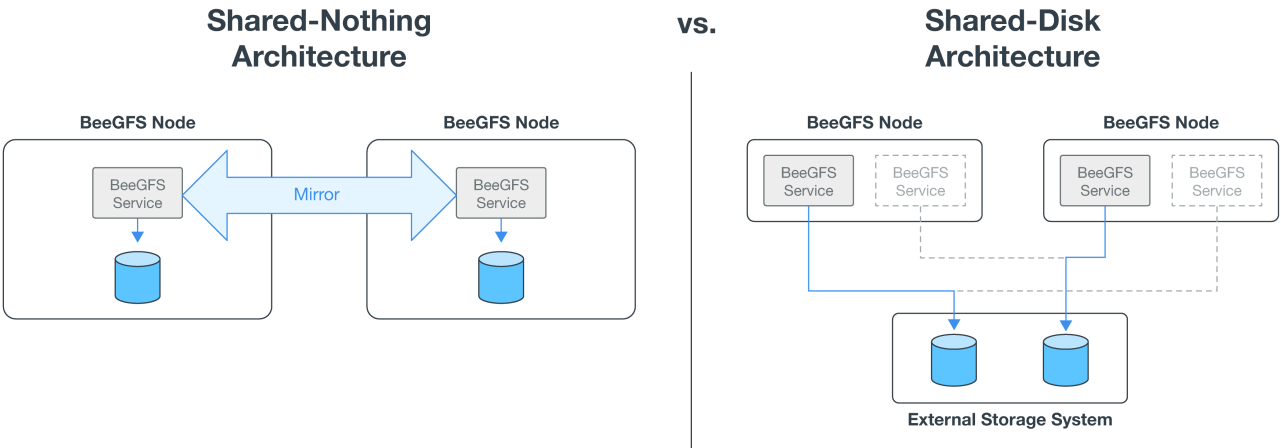 Shared-Nothing
Architecture
vs.
Shared-Disk
Architecture
BeeGFS Node
BeeGFS Node
BeeGFS
Service
Mirror
BeeGFS
Service
BeeGFS Node
BeeGFS Node
BeeGFS
Service
BeeGFS
Service
BeeGFS
Service
BeeGFS
Service
External Storage System